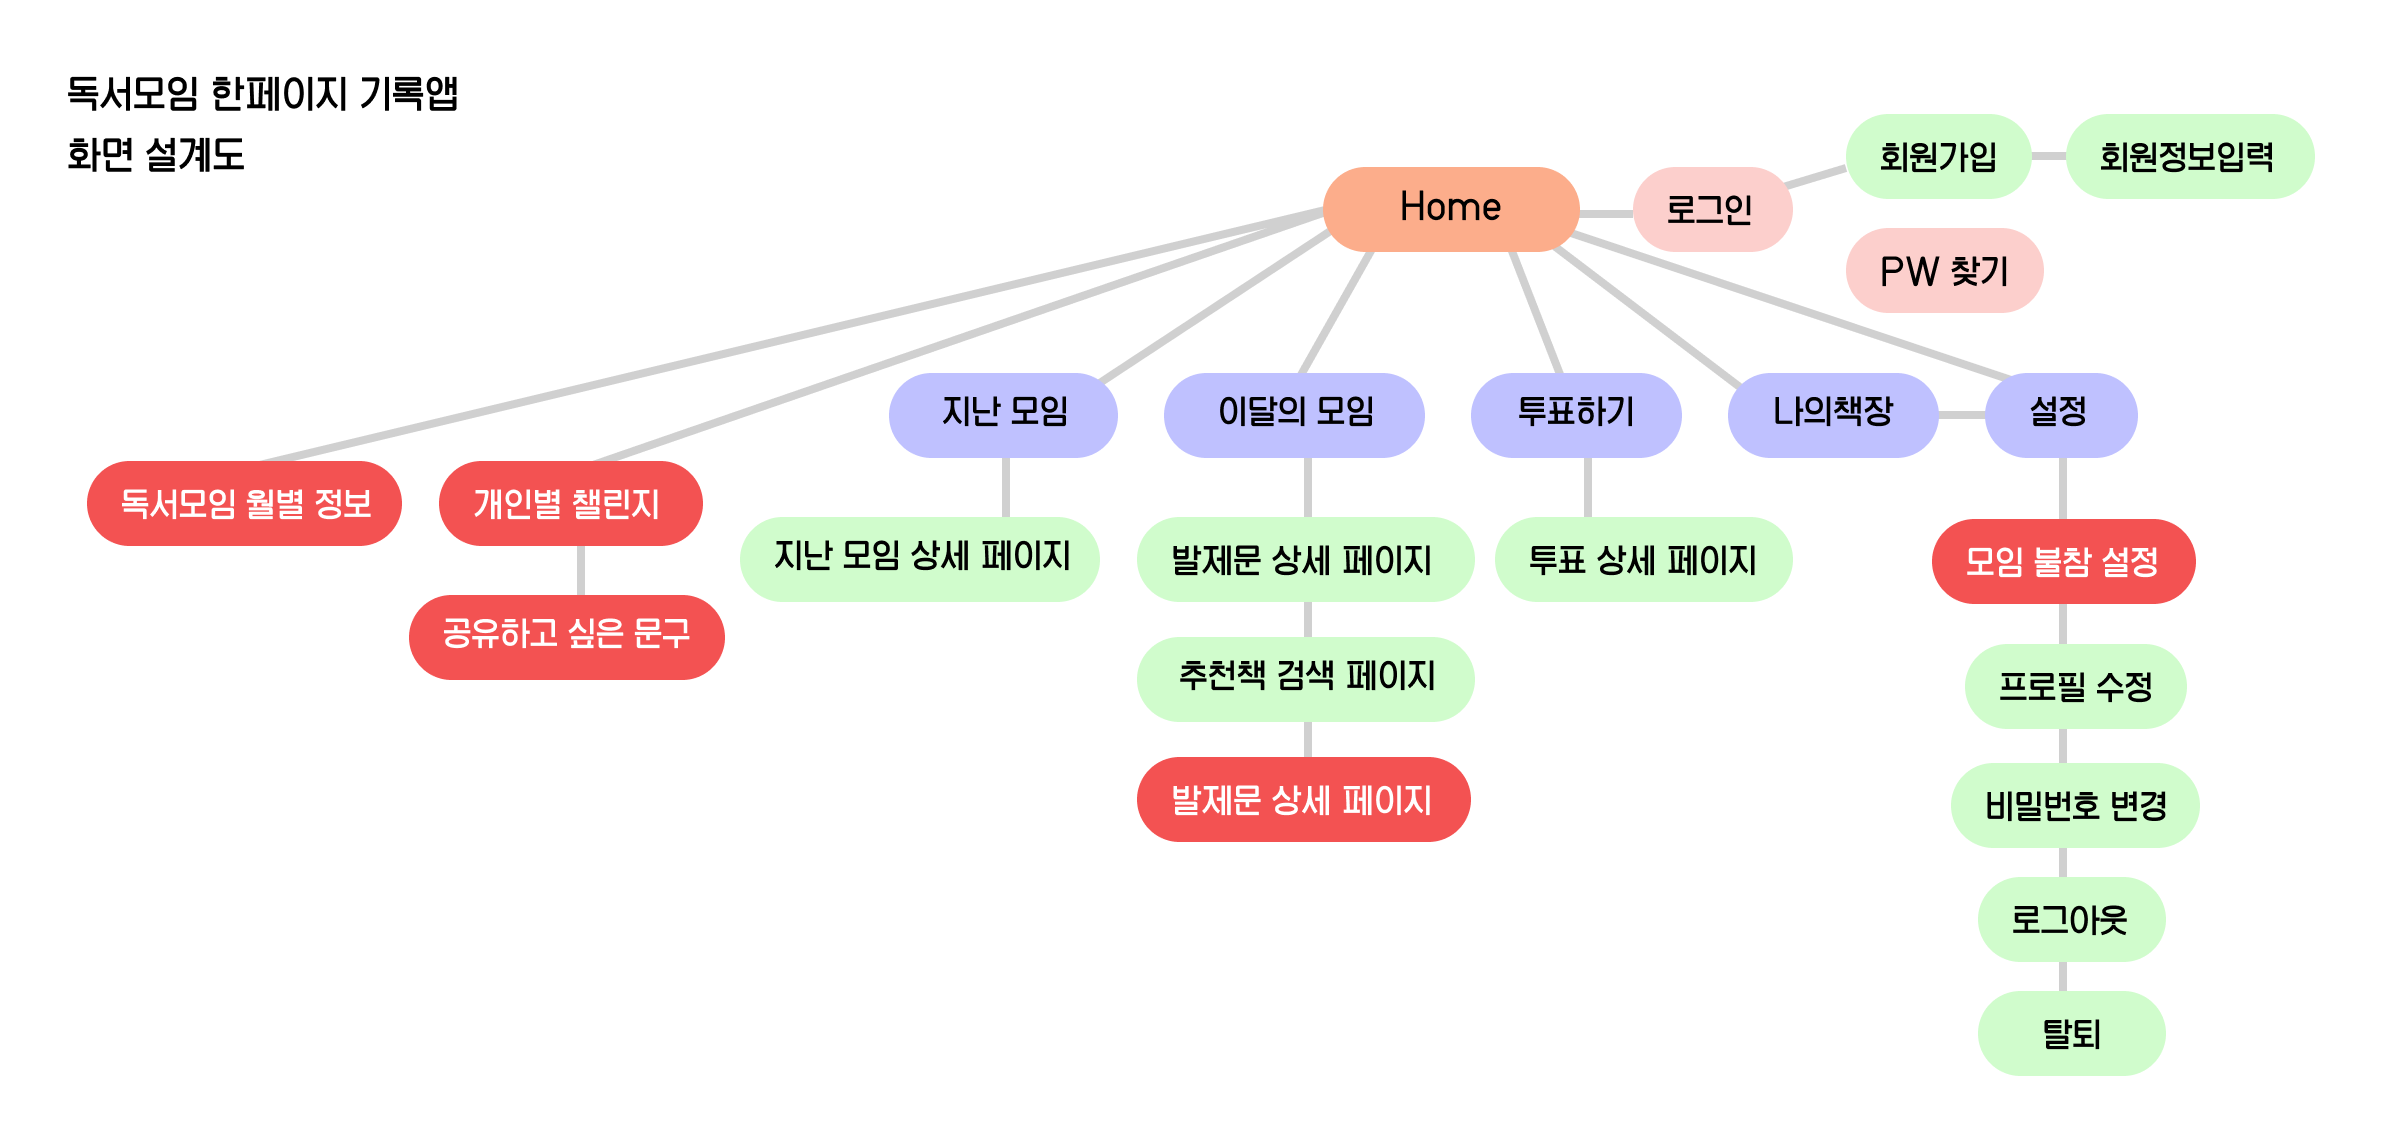 독서모임 한페이지 기록앱
화면 설계도
회원가입
회원정보입력
Home
로그인
PW 찾기
지난 모임
이달의 모임
투표하기
나의책장
설정
독서모임 월별 정보
개인별 챌린지
지난 모임 상세 페이지
발제문 상세 페이지
투표 상세 페이지
모임 불참 설정
공유하고 싶은 문구
추천책 검색 페이지
프로필 수정
발제문 상세 페이지
비밀번호 변경
로그아웃
탈퇴